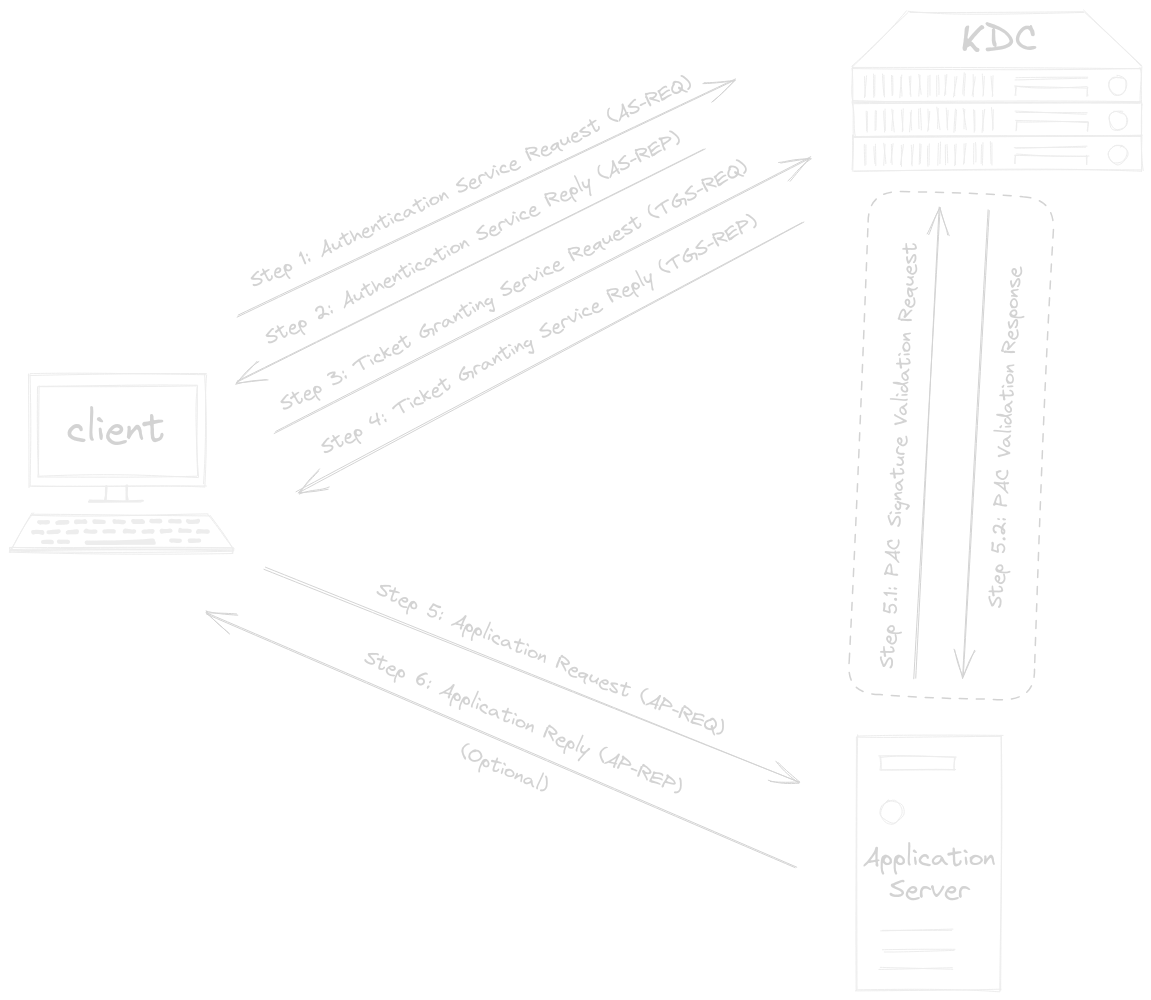 KDC
Step 1: Authentication Service Request (AS-REQ)
Step 2: Authentication Service Reply (AS-REP)
Step 3: Ticket Granting Service Request (TGS-REQ)
Step 4: Ticket Granting Service Reply (TGS-REP)
client
Step 5.1: PAC Signature Validation Request
Step 5.2: PAC Validation Response
Step 5: Application Request (AP-REQ)
Step 6: Application Reply (AP-REP)
(Optional)
Application
Server